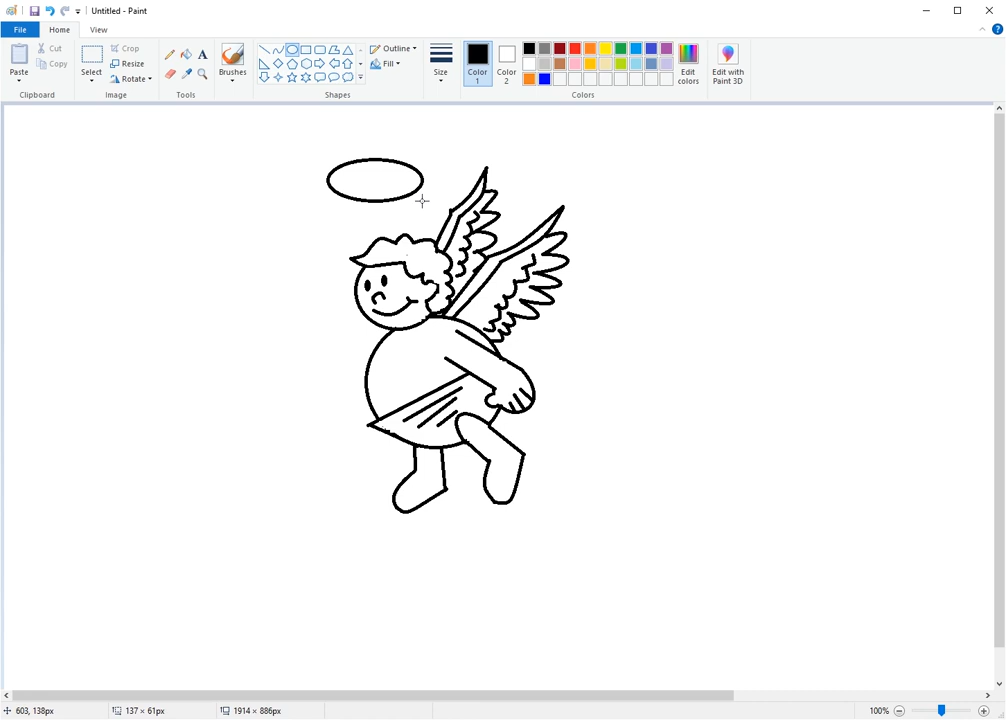 Untitled - Paint
File Home View
Paste
Cut
Copy
Clipboard
Select
Crop
Resize
Rotate
Image
A
Tools
Brushes
Outline
Fill
Shapes
Size
Color 1
Color 2
Colors
Edit colors
Edit with Paint 3D
603, 138px 137 × 61px 1914 × 886px 100%